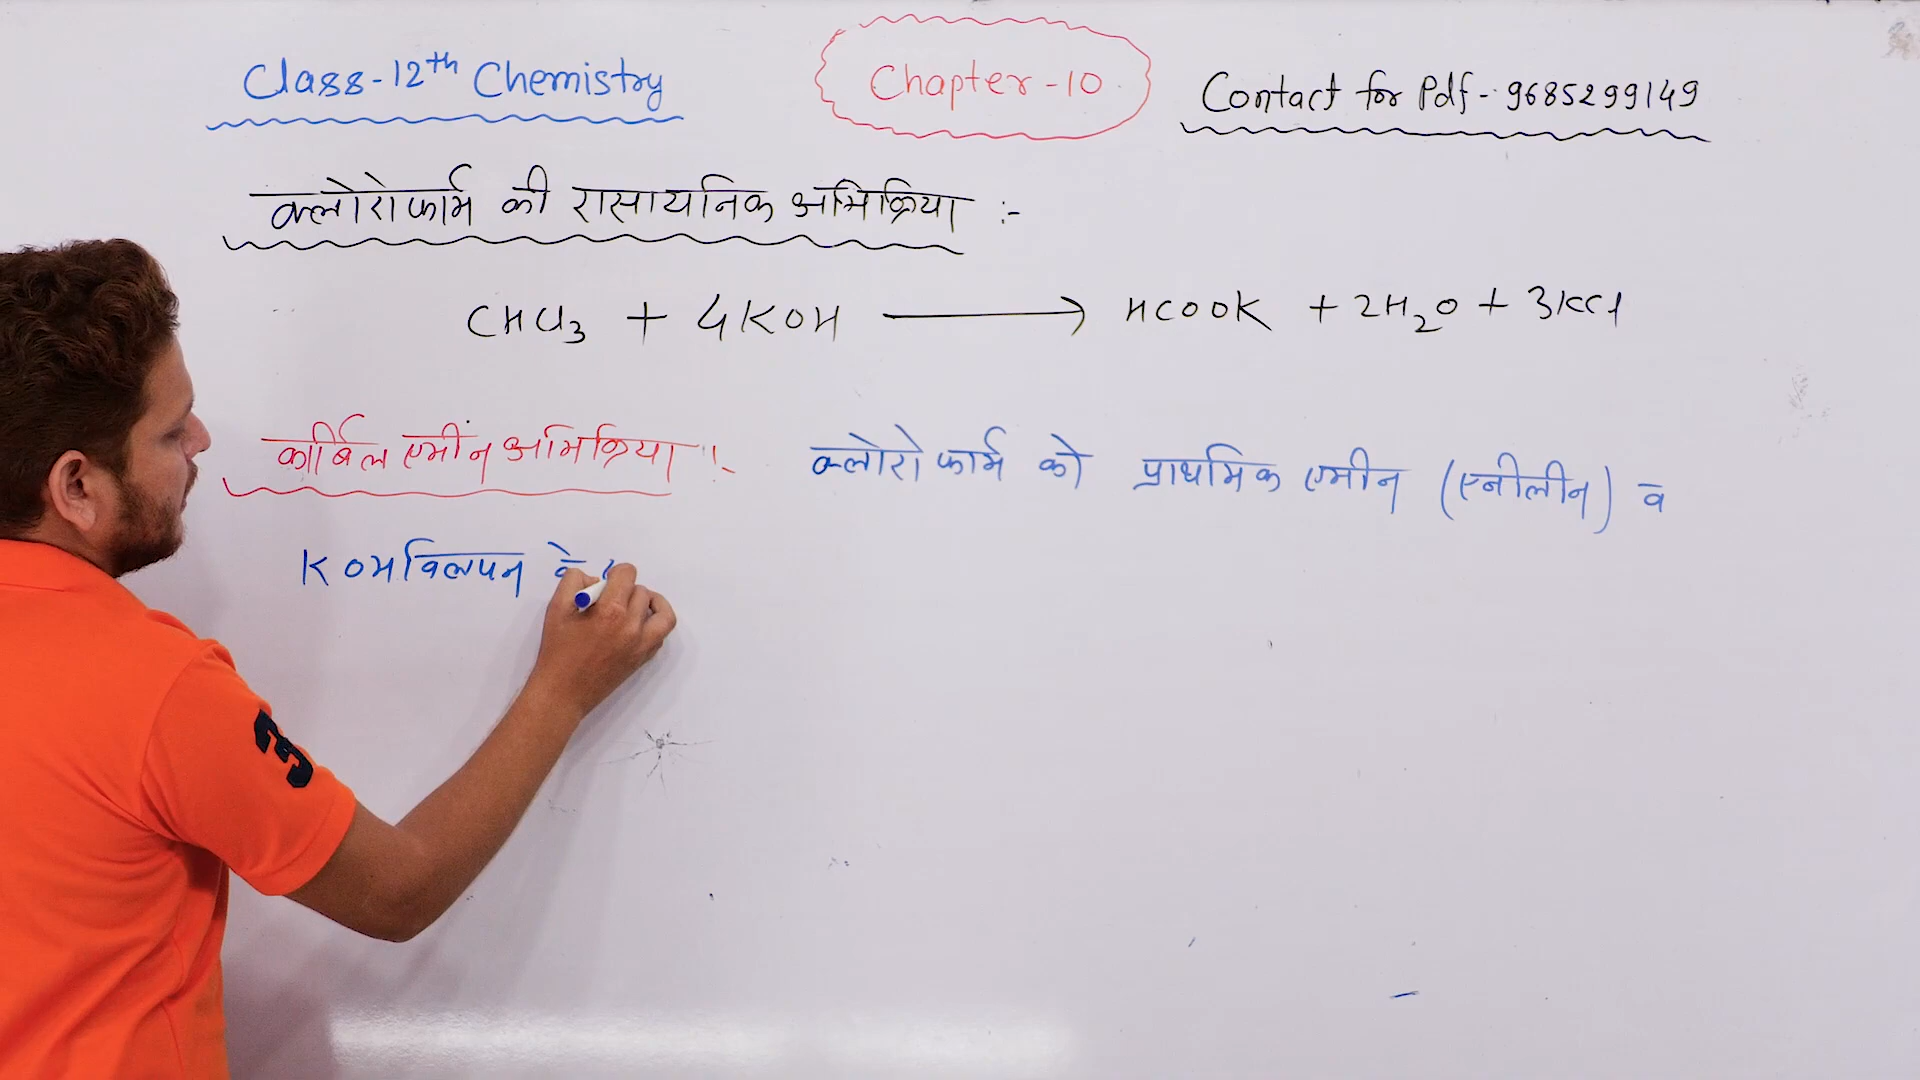 Class-12th Chemistry
Chapter-10
Contact for Pdf-9685299149
क्लोरोफार्म की रासायनिक अभिक्रिया :-
CHCl3 + 4KOH ⟶ HCOOK + 2H2O + 3KCl
कार्बिल एमीन अभिक्रिया :- क्लोरोफार्म को प्राथमिक एमीन (एनीलीन) व
KOH विलयन के
3